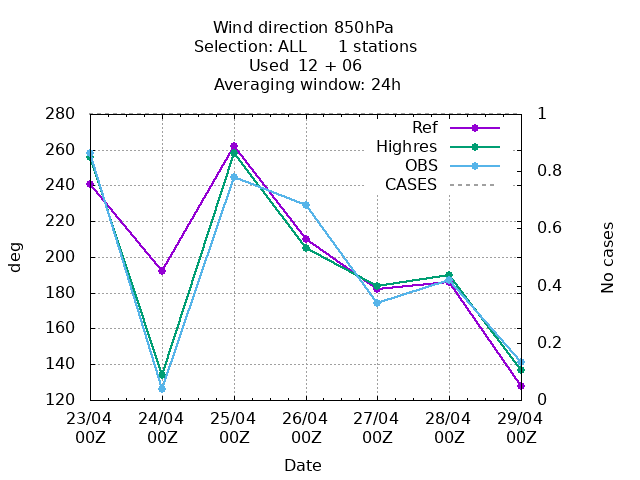 Wind direction 850hPa
Selection: ALL 1 stations
Used 12 + 06
Averaging window: 24h
280 1
Ref
Highres
OBS
CASES
260
240 0.8
220 0.6
200
180 0.4
160 0.2
140
120 0
deg
No cases
23/04 24/04 25/04 26/04 27/04 28/04 29/04
00Z 00Z 00Z 00Z 00Z 00Z 00Z
Date